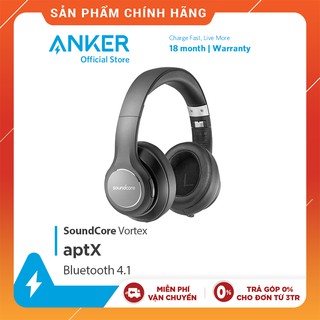 SẢN PHẨM CHÍNH HÃNG
ANKER
Official Store
Charge Fast, Live More
18 month | Warranty
soundcore
SoundCore Vortex
aptX
Bluetooth 4.1
MIỄN PHÍ
VẬN CHUYỂN
0%
TRẢ GÓP 0%
CHO ĐƠN TỪ 3TR